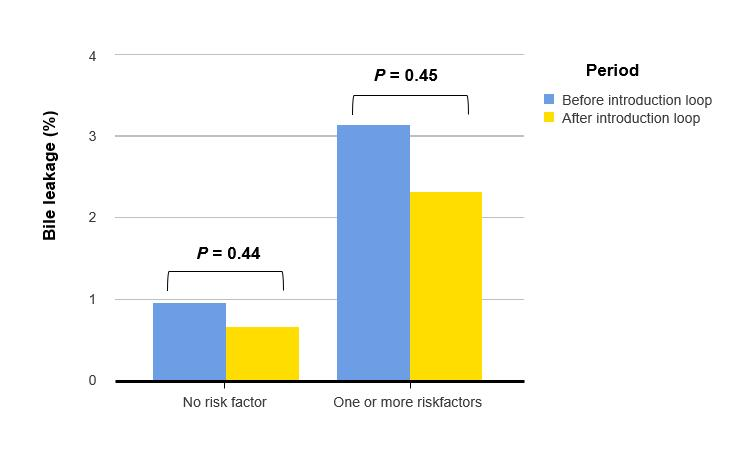 4
P = 0.45
Period
Before introduction loop
After introduction loop
Bile leakage (%)
3
2
P = 0.44
1
0
No risk factor
One or more riskfactors